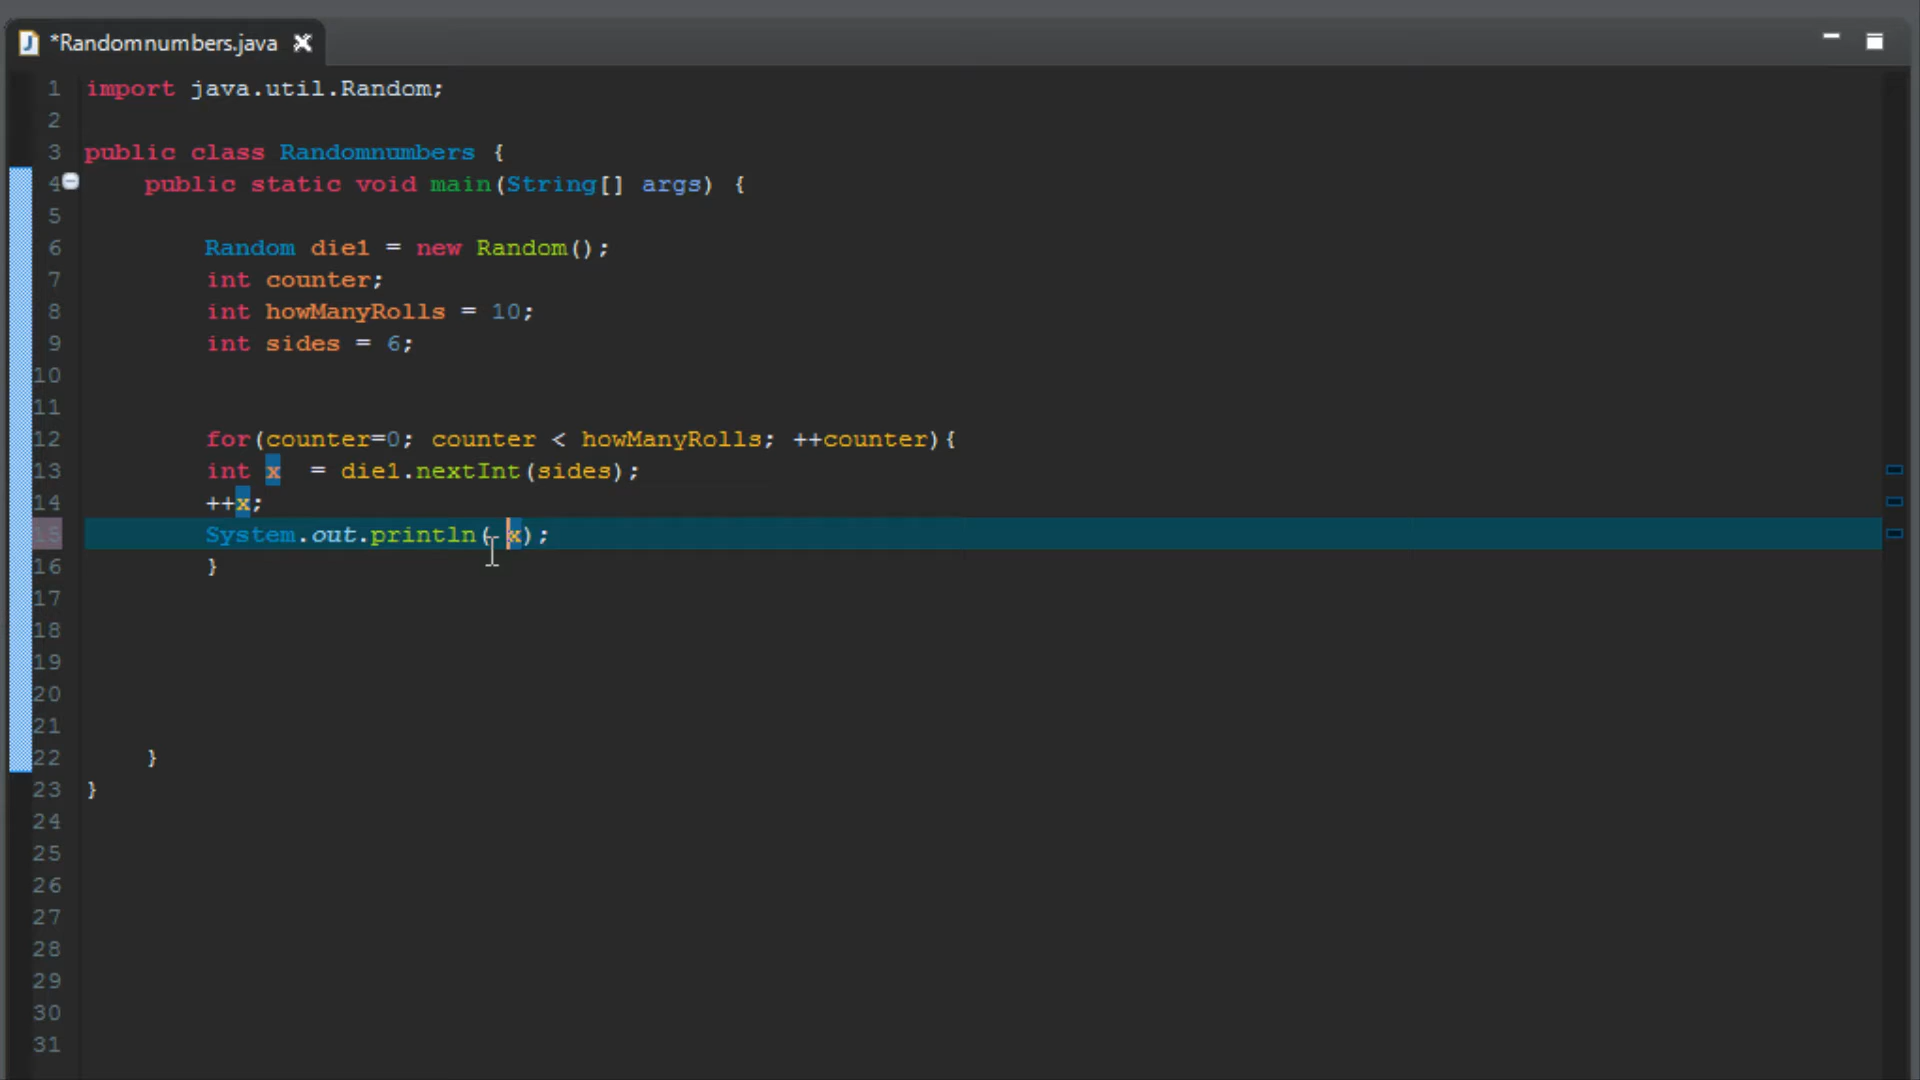 *Randomnumbers.java
1 import java.util.Random;
2
3 public class Randomnumbers {
4 public static void main(String[] args) {
5
6 Random die1 = new Random();
7 int counter;
8 int howManyRolls = 10;
9 int sides = 6;
10
11
12 for(counter=0; counter < howManyRolls; ++counter){
13 int x  = die1.nextInt(sides);
14 ++x;
15 System.out.println( x);
16 }
17
18
19
20
21
22 }
23 }
24
25
26
27
28
29
30
31